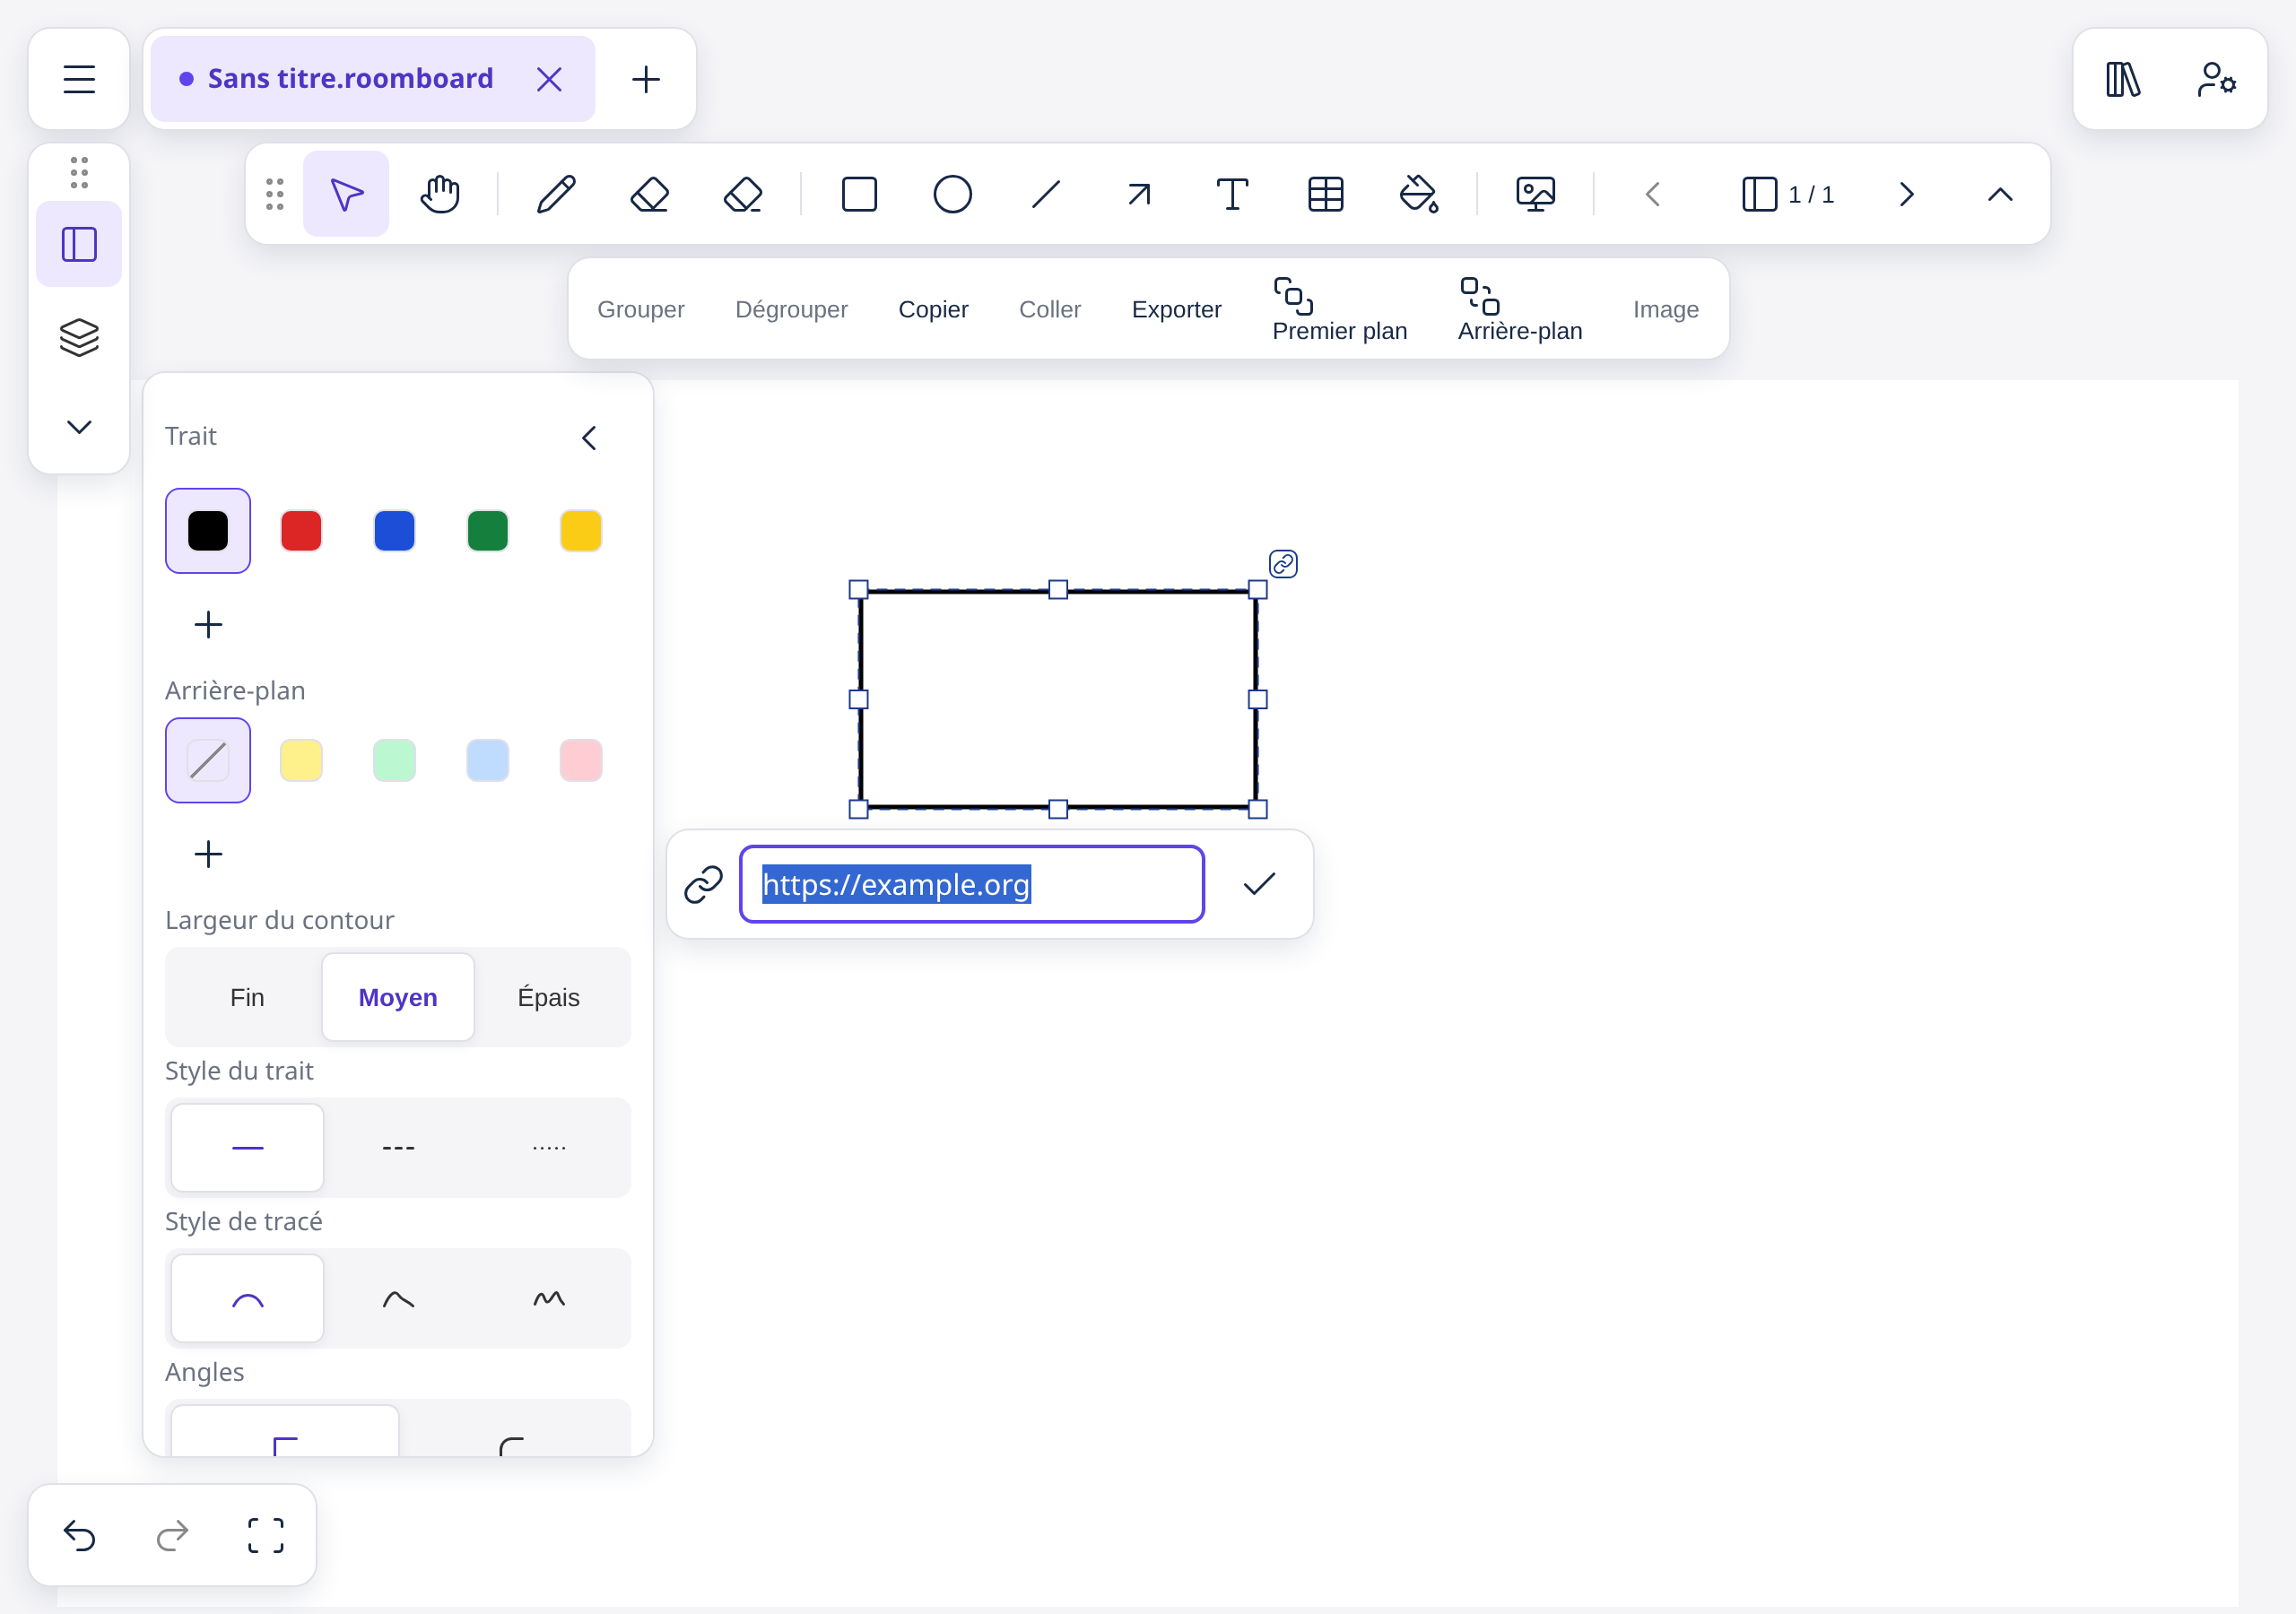 Sans titre.roomboard
1 / 1
Grouper Dégrouper Copier Coller Exporter Premier plan Arrière-plan Image
Trait
Arrière-plan
https://example.org
Largeur du contour
Fin Moyen Épais
Style du trait
Style de tracé
Angles